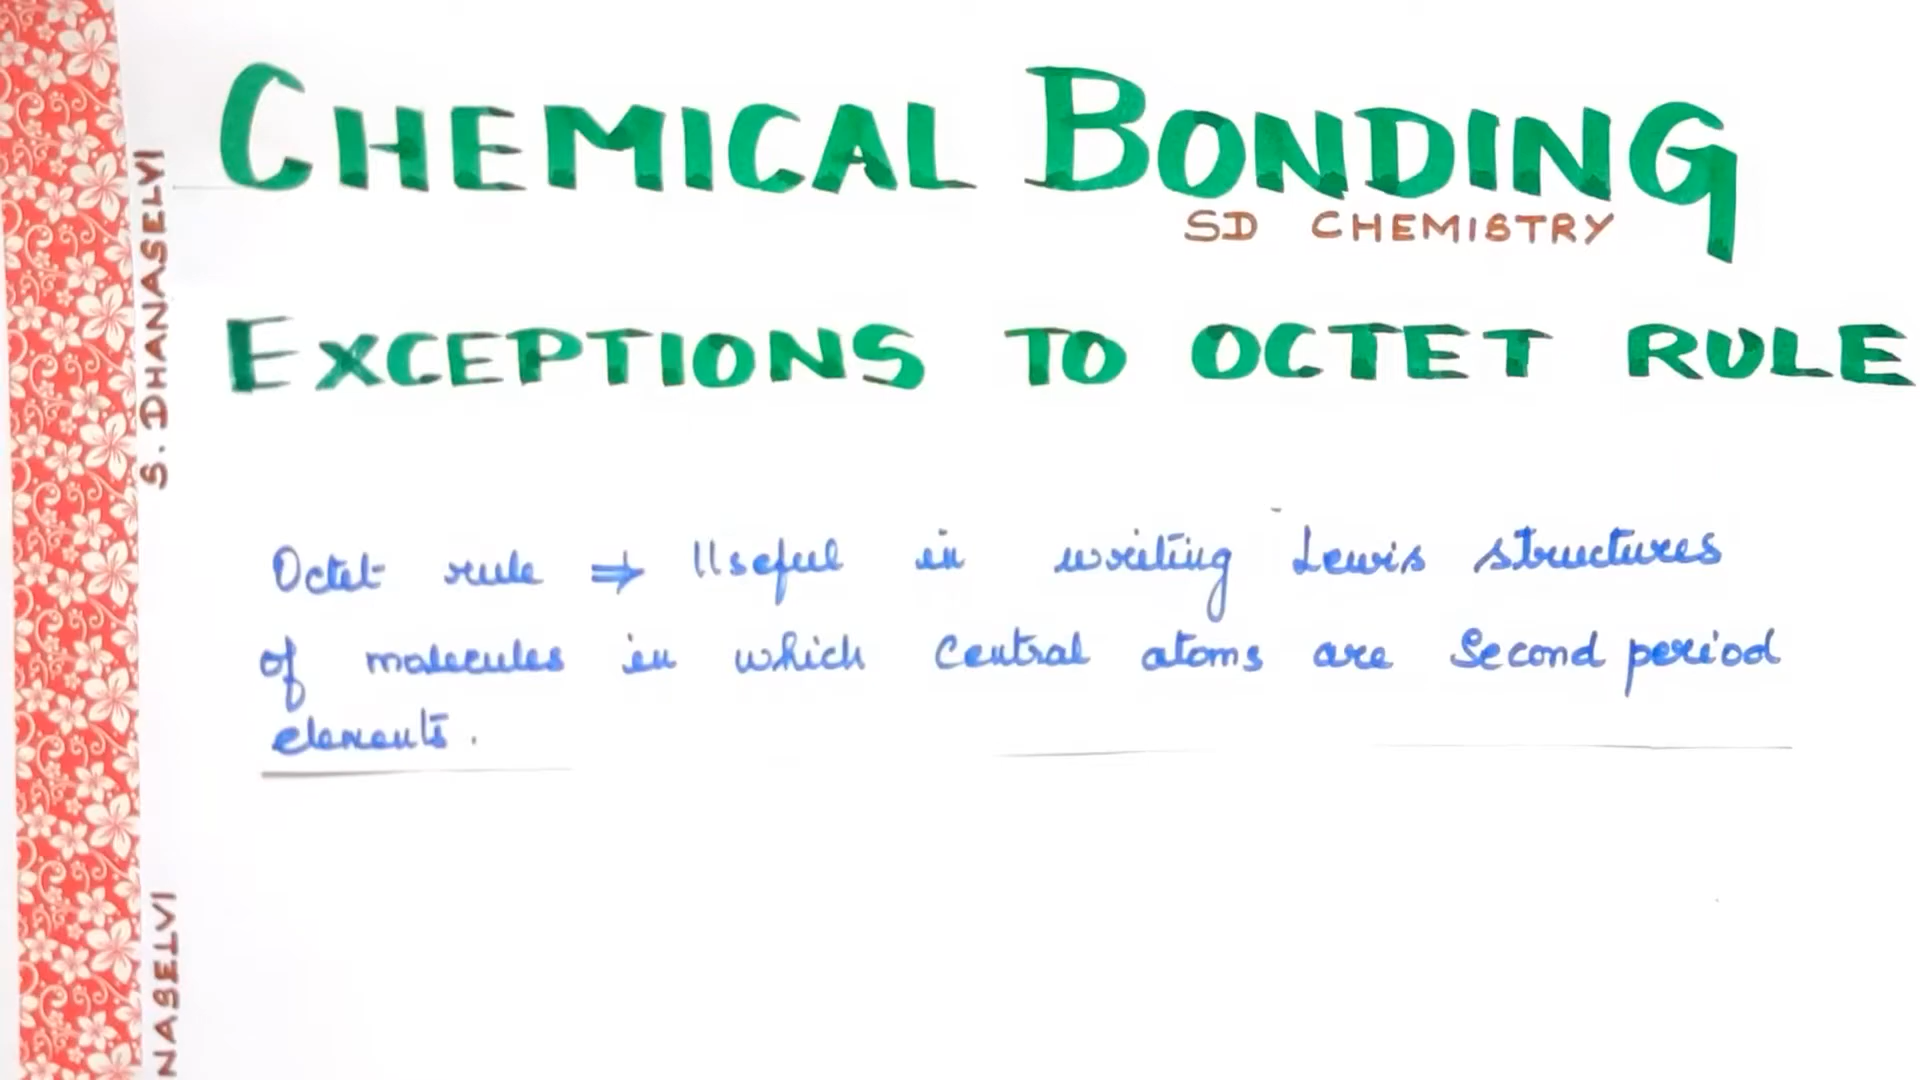 CHEMICAL BONDING
SD CHEMISTRY
EXCEPTIONS TO OCTET RULE
Octet rule ⇒ Useful in writing Lewis structures
of molecules in which central atoms are Second period
elements.
S. DHANASELVI
NASELVI